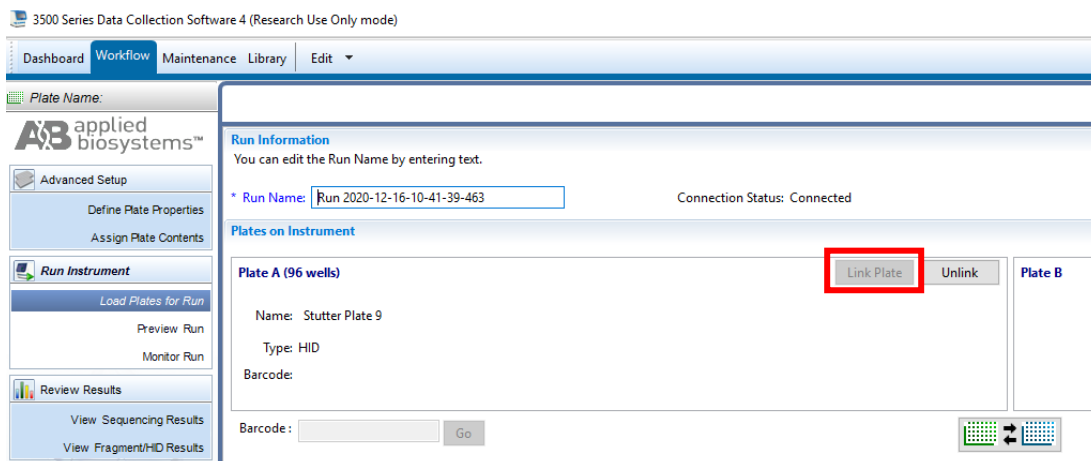 3500 Series Data Collection Software 4 (Research Use Only mode)
Dashboard Workflow Maintenance Library Edit
Plate Name:
AB applied biosystems™
Advanced Setup
Define Plate Properties
Assign Plate Contents
Run Instrument
Load Plates for Run
Preview Run
Monitor Run
Review Results
View Sequencing Results
View Fragment/HID Results
Run Information
You can edit the Run Name by entering text.
* Run Name: Run 2020-12-16-10-41-39-463 Connection Status: Connected
Plates on Instrument
Plate A (96 wells) Link Plate Unlink Plate B
Name: Stutter Plate 9
Type: HID
Barcode:
Barcode : Go